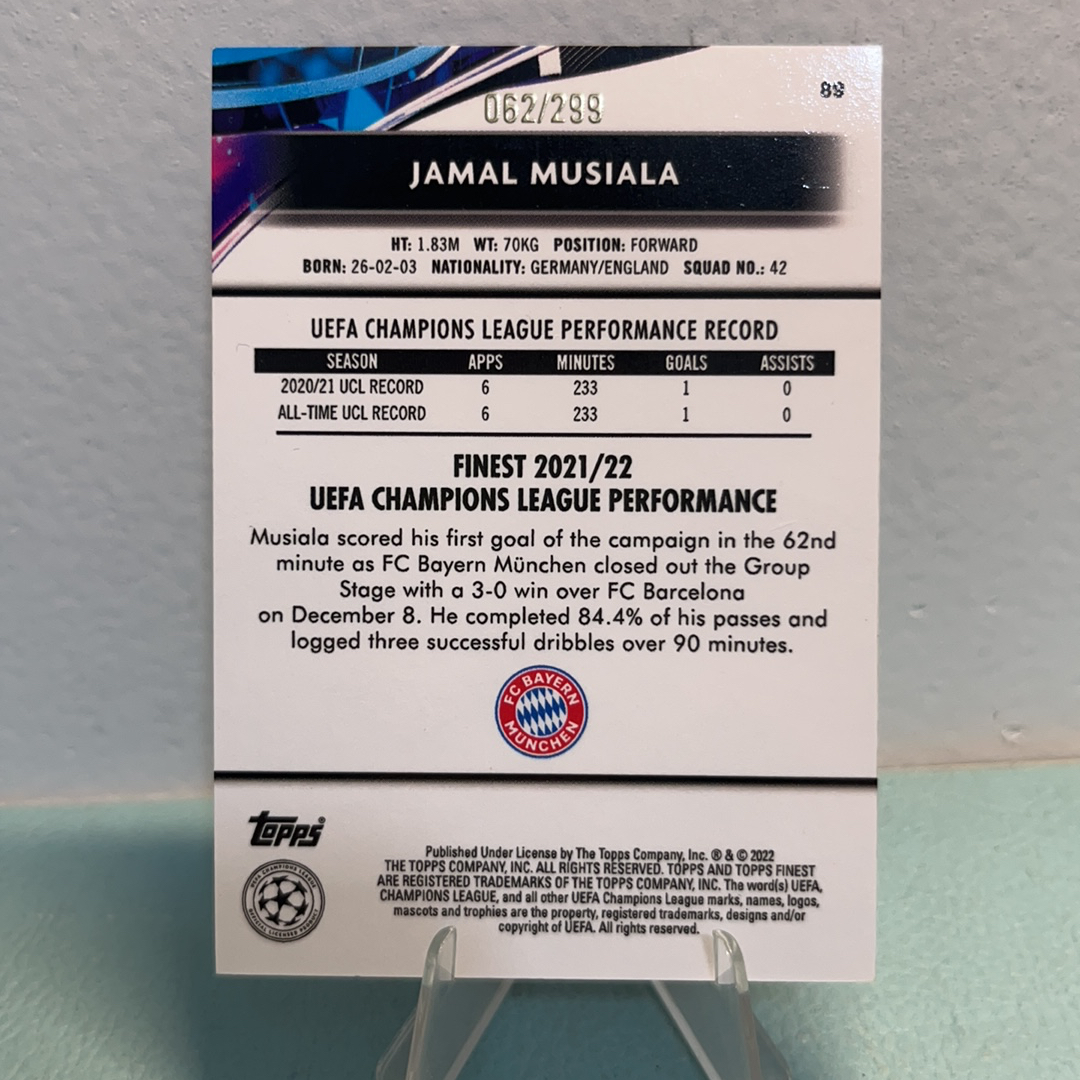 062/299
JAMAL MUSIALA
HT: 1.83M WT: 70KG POSITION: FORWARD
BORN: 26-02-03 NATIONALITY: GERMANY/ENGLAND SQUAD NO.: 42
UEFA CHAMPIONS LEAGUE PERFORMANCE RECORD
SEASON APPS MINUTES GOALS ASSISTS
2020/21 UCL RECORD 6 233 1 0
ALL-TIME UCL RECORD 6 233 1 0
FINEST 2021/22
UEFA CHAMPIONS LEAGUE PERFORMANCE
Musiala scored his first goal of the campaign in the 62nd
minute as FC Bayern München closed out the Group
Stage with a 3-0 win over FC Barcelona
on December 8. He completed 84.4% of his passes and
logged three successful dribbles over 90 minutes.
FC BAYERN
MÜNCHEN
Topps®
CHAMPIONS LEAGUE
OFFICIAL LICENSED PRODUCT
Published Under License by The Topps Company, Inc. ® & © 2022
THE TOPPS COMPANY, INC. ALL RIGHTS RESERVED. TOPPS AND TOPPS FINEST
ARE REGISTERED TRADEMARKS OF THE TOPPS COMPANY, INC. The word(s) UEFA,
CHAMPIONS LEAGUE, and all other UEFA Champions League marks, names, logos,
mascots and trophies are the property, registered trademarks, designs and/or
copyright of UEFA. All rights reserved.